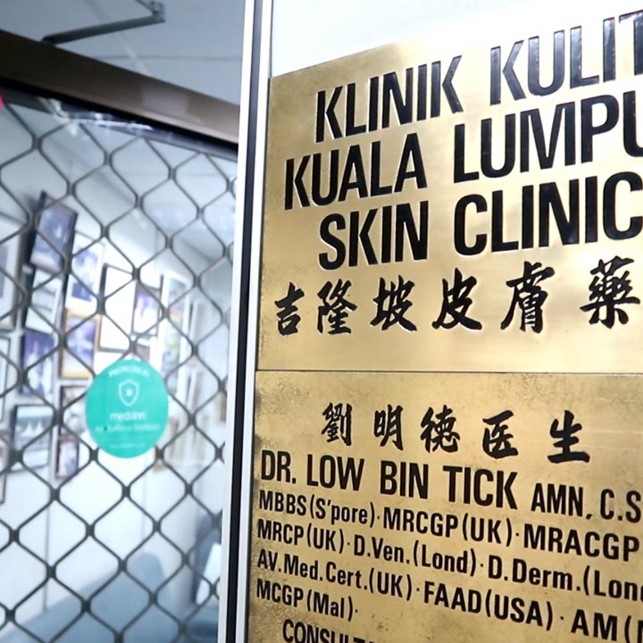 KLINIK KULIT
KUALA LUMPU
SKIN CLINIC
吉隆坡皮膚藥
劉明德医生
DR. LOW BIN TICK AMN, C.S
MBBS (S'pore)· MRCGP (UK)· MRACGP
MRCP (UK)· D.Ven. (Lond)· D.Derm. (Lon
AV.Med.Cert. (UK)· FAAD (USA)· AM (
MCGP (Mal)·
CONSULTA
medann